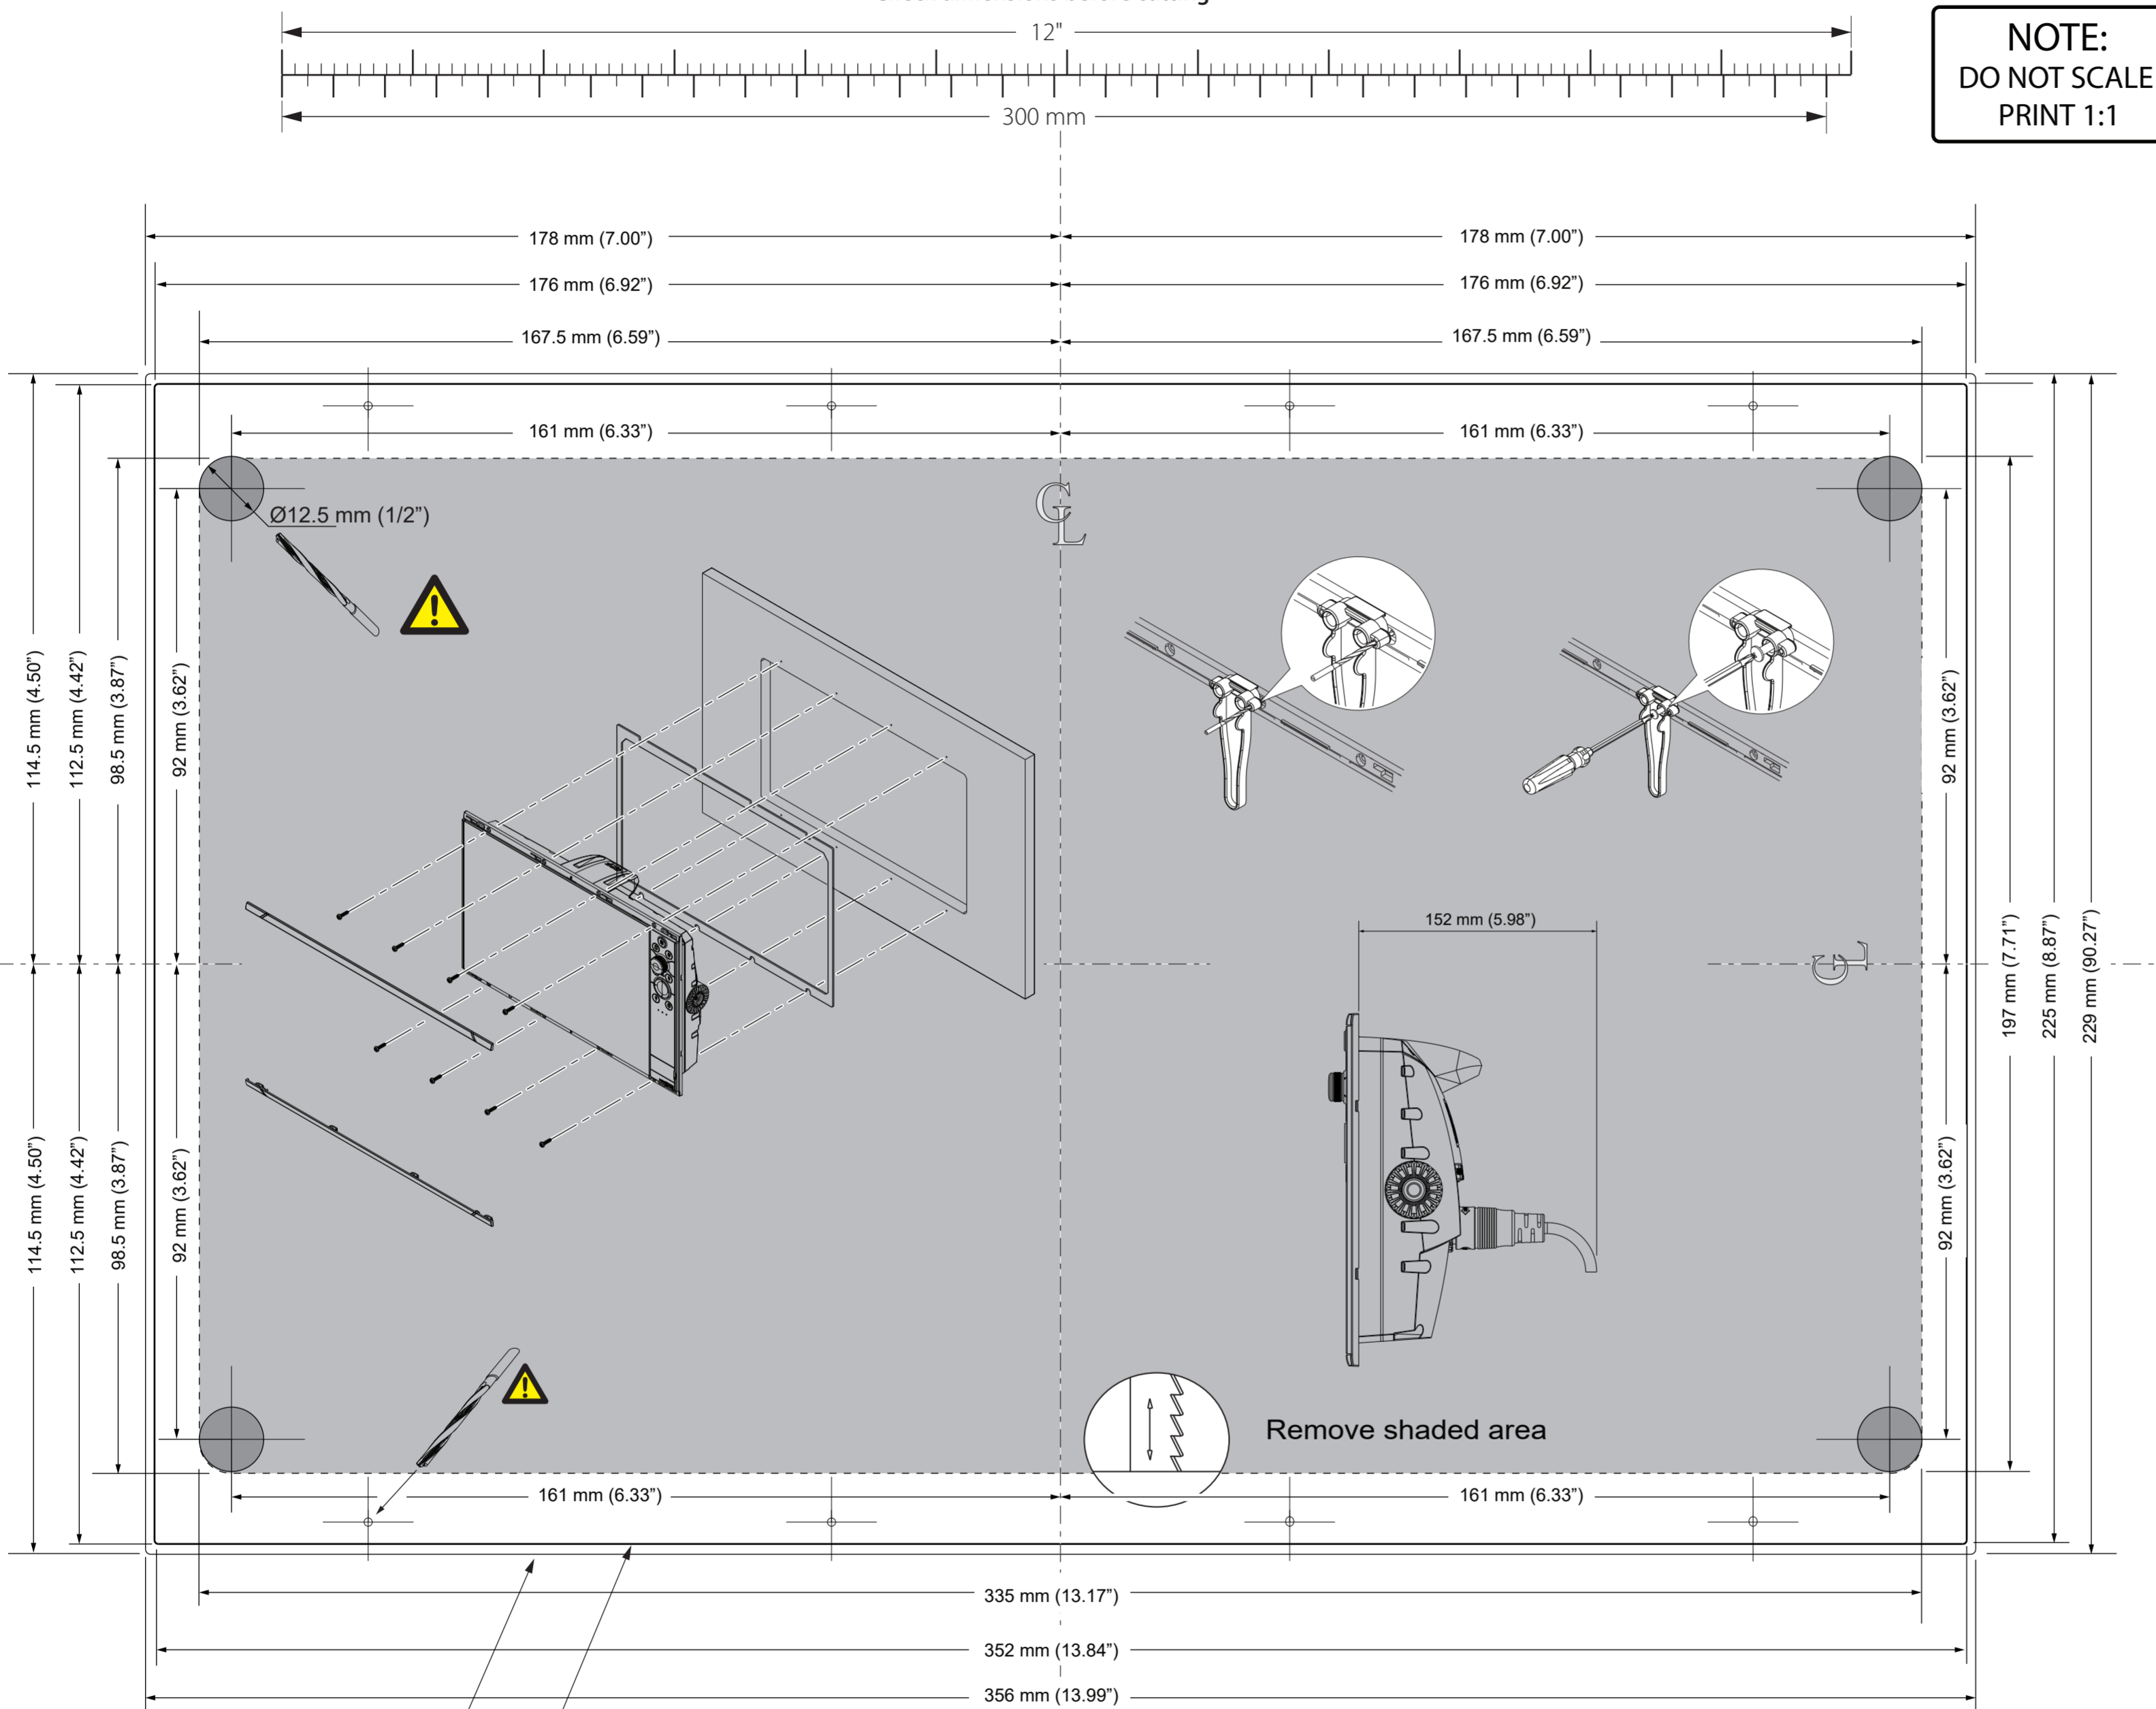 12"
300 mm
NOTE:
DO NOT SCALE
PRINT 1:1
178 mm (7.00”)
178 mm (7.00”)
176 mm (6.92”)
176 mm (6.92”)
167.5 mm (6.59”)
167.5 mm (6.59”)
161 mm (6.33”)
161 mm (6.33”)
Ø12.5 mm (1/2”)
CL
114.5 mm (4.50”)
112.5 mm (4.42”)
98.5 mm (3.87”)
92 mm (3.62”)
92 mm (3.62”)
152 mm (5.98”)
CL
197 mm (7.71”)
225 mm (8.87”)
229 mm (90.27”)
114.5 mm (4.50”)
112.5 mm (4.42”)
98.5 mm (3.87”)
92 mm (3.62”)
92 mm (3.62”)
Remove shaded area
161 mm (6.33”)
161 mm (6.33”)
335 mm (13.17”)
352 mm (13.84”)
356 mm (13.99”)